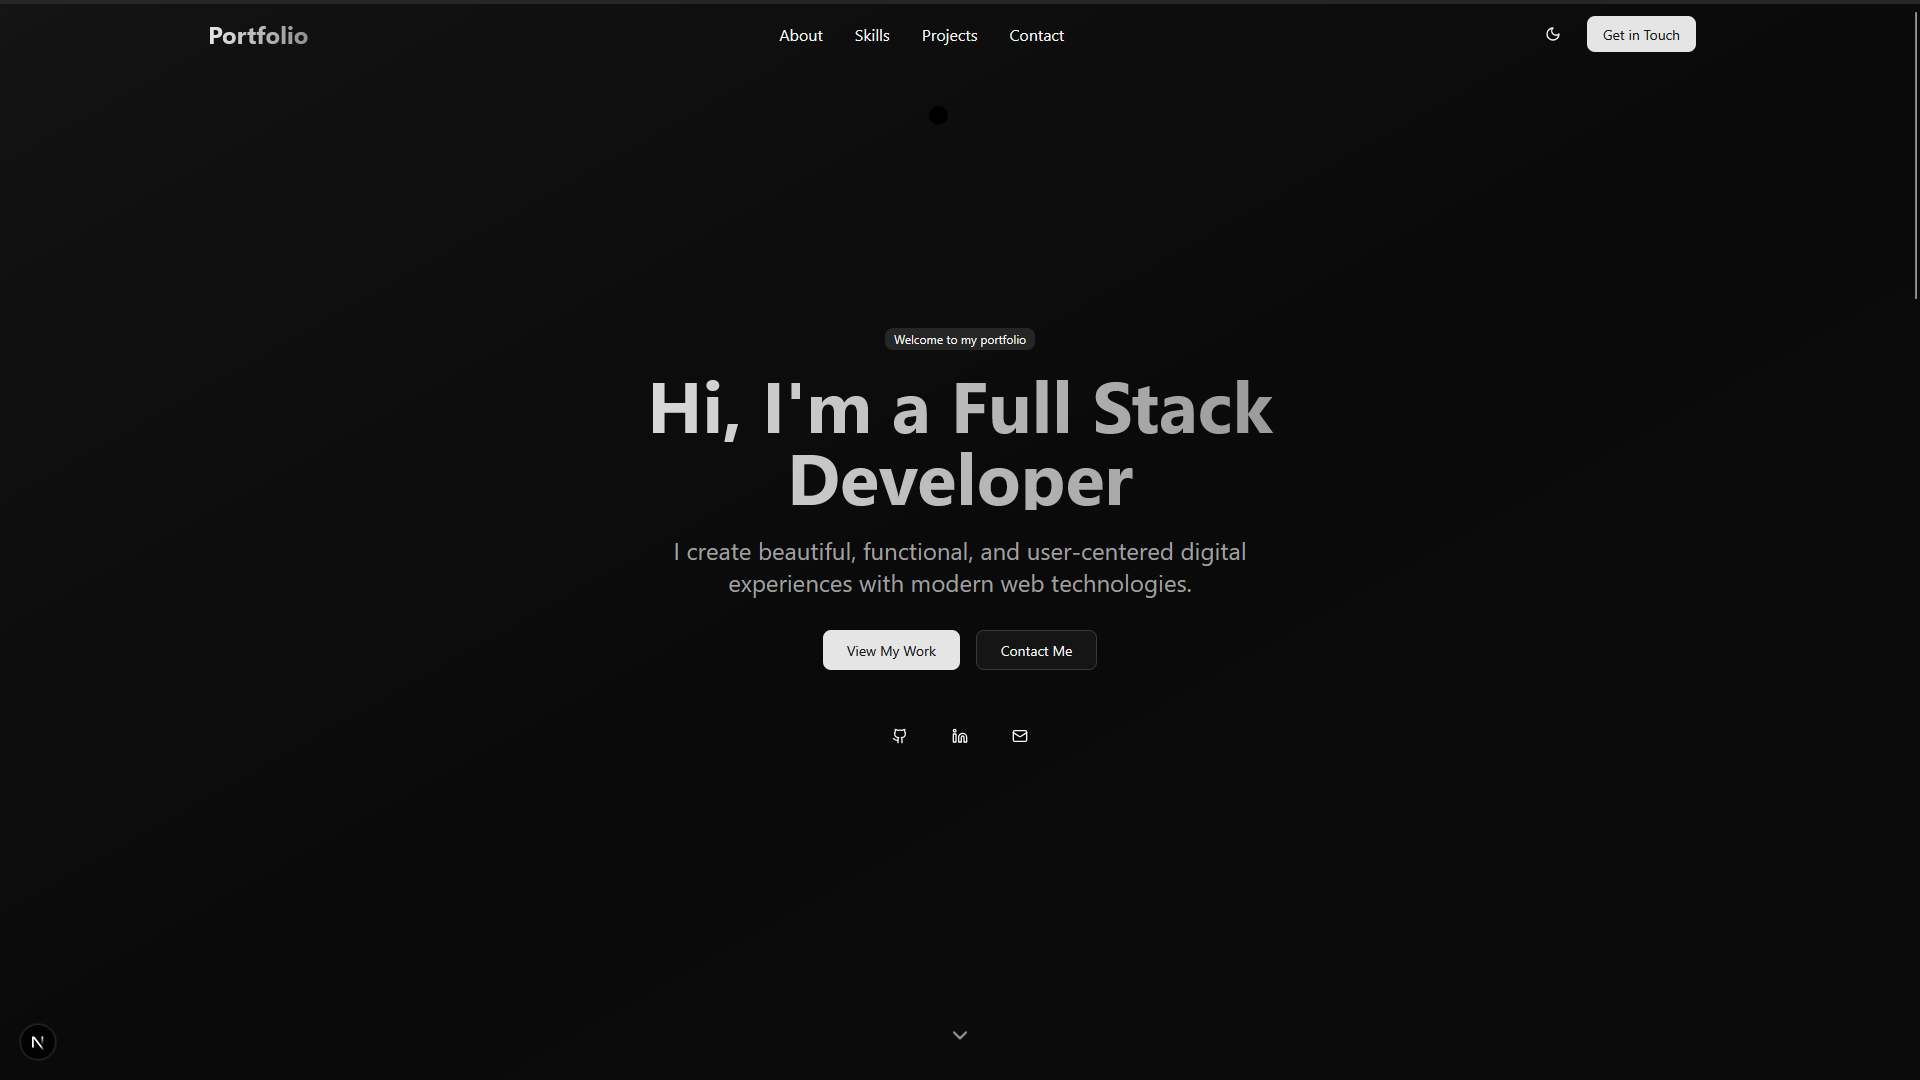 Portfolio
About
Skills
Projects
Contact
Get in Touch
Welcome to my portfolio
Hi, I'm a Full Stack
Developer
I create beautiful, functional, and user-centered digital
experiences with modern web technologies.
View My Work
Contact Me
N